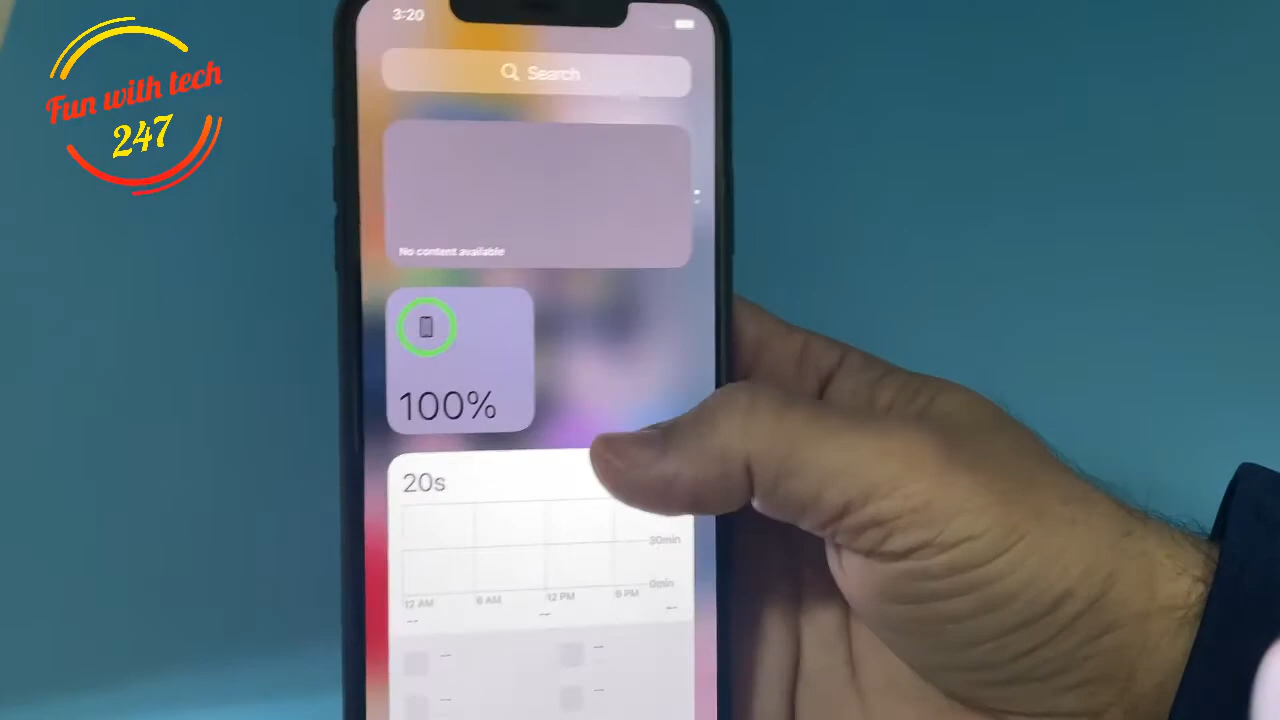 Fun with tech
247
3:20
Search
No content available
100%
20s
30min
0min
12 AM
6 AM
12 PM
6 PM